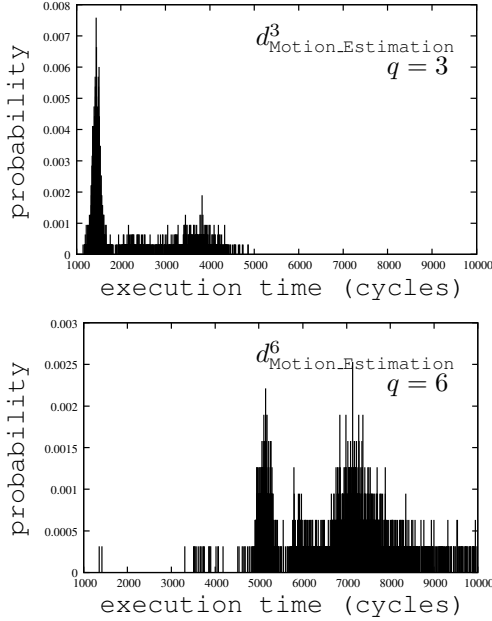 0.008
0.007
0.006
0.005
0.004
0.003
0.002
0.001
0
probability
d^3_Motion_Estimation
q = 3
1000 2000 3000 4000 5000 6000 7000 8000 9000 10000
execution time (cycles)
0.003
0.0025
0.002
0.0015
0.001
0.0005
0
probability
d^6_Motion_Estimation
q = 6
1000 2000 3000 4000 5000 6000 7000 8000 9000 10000
execution time (cycles)